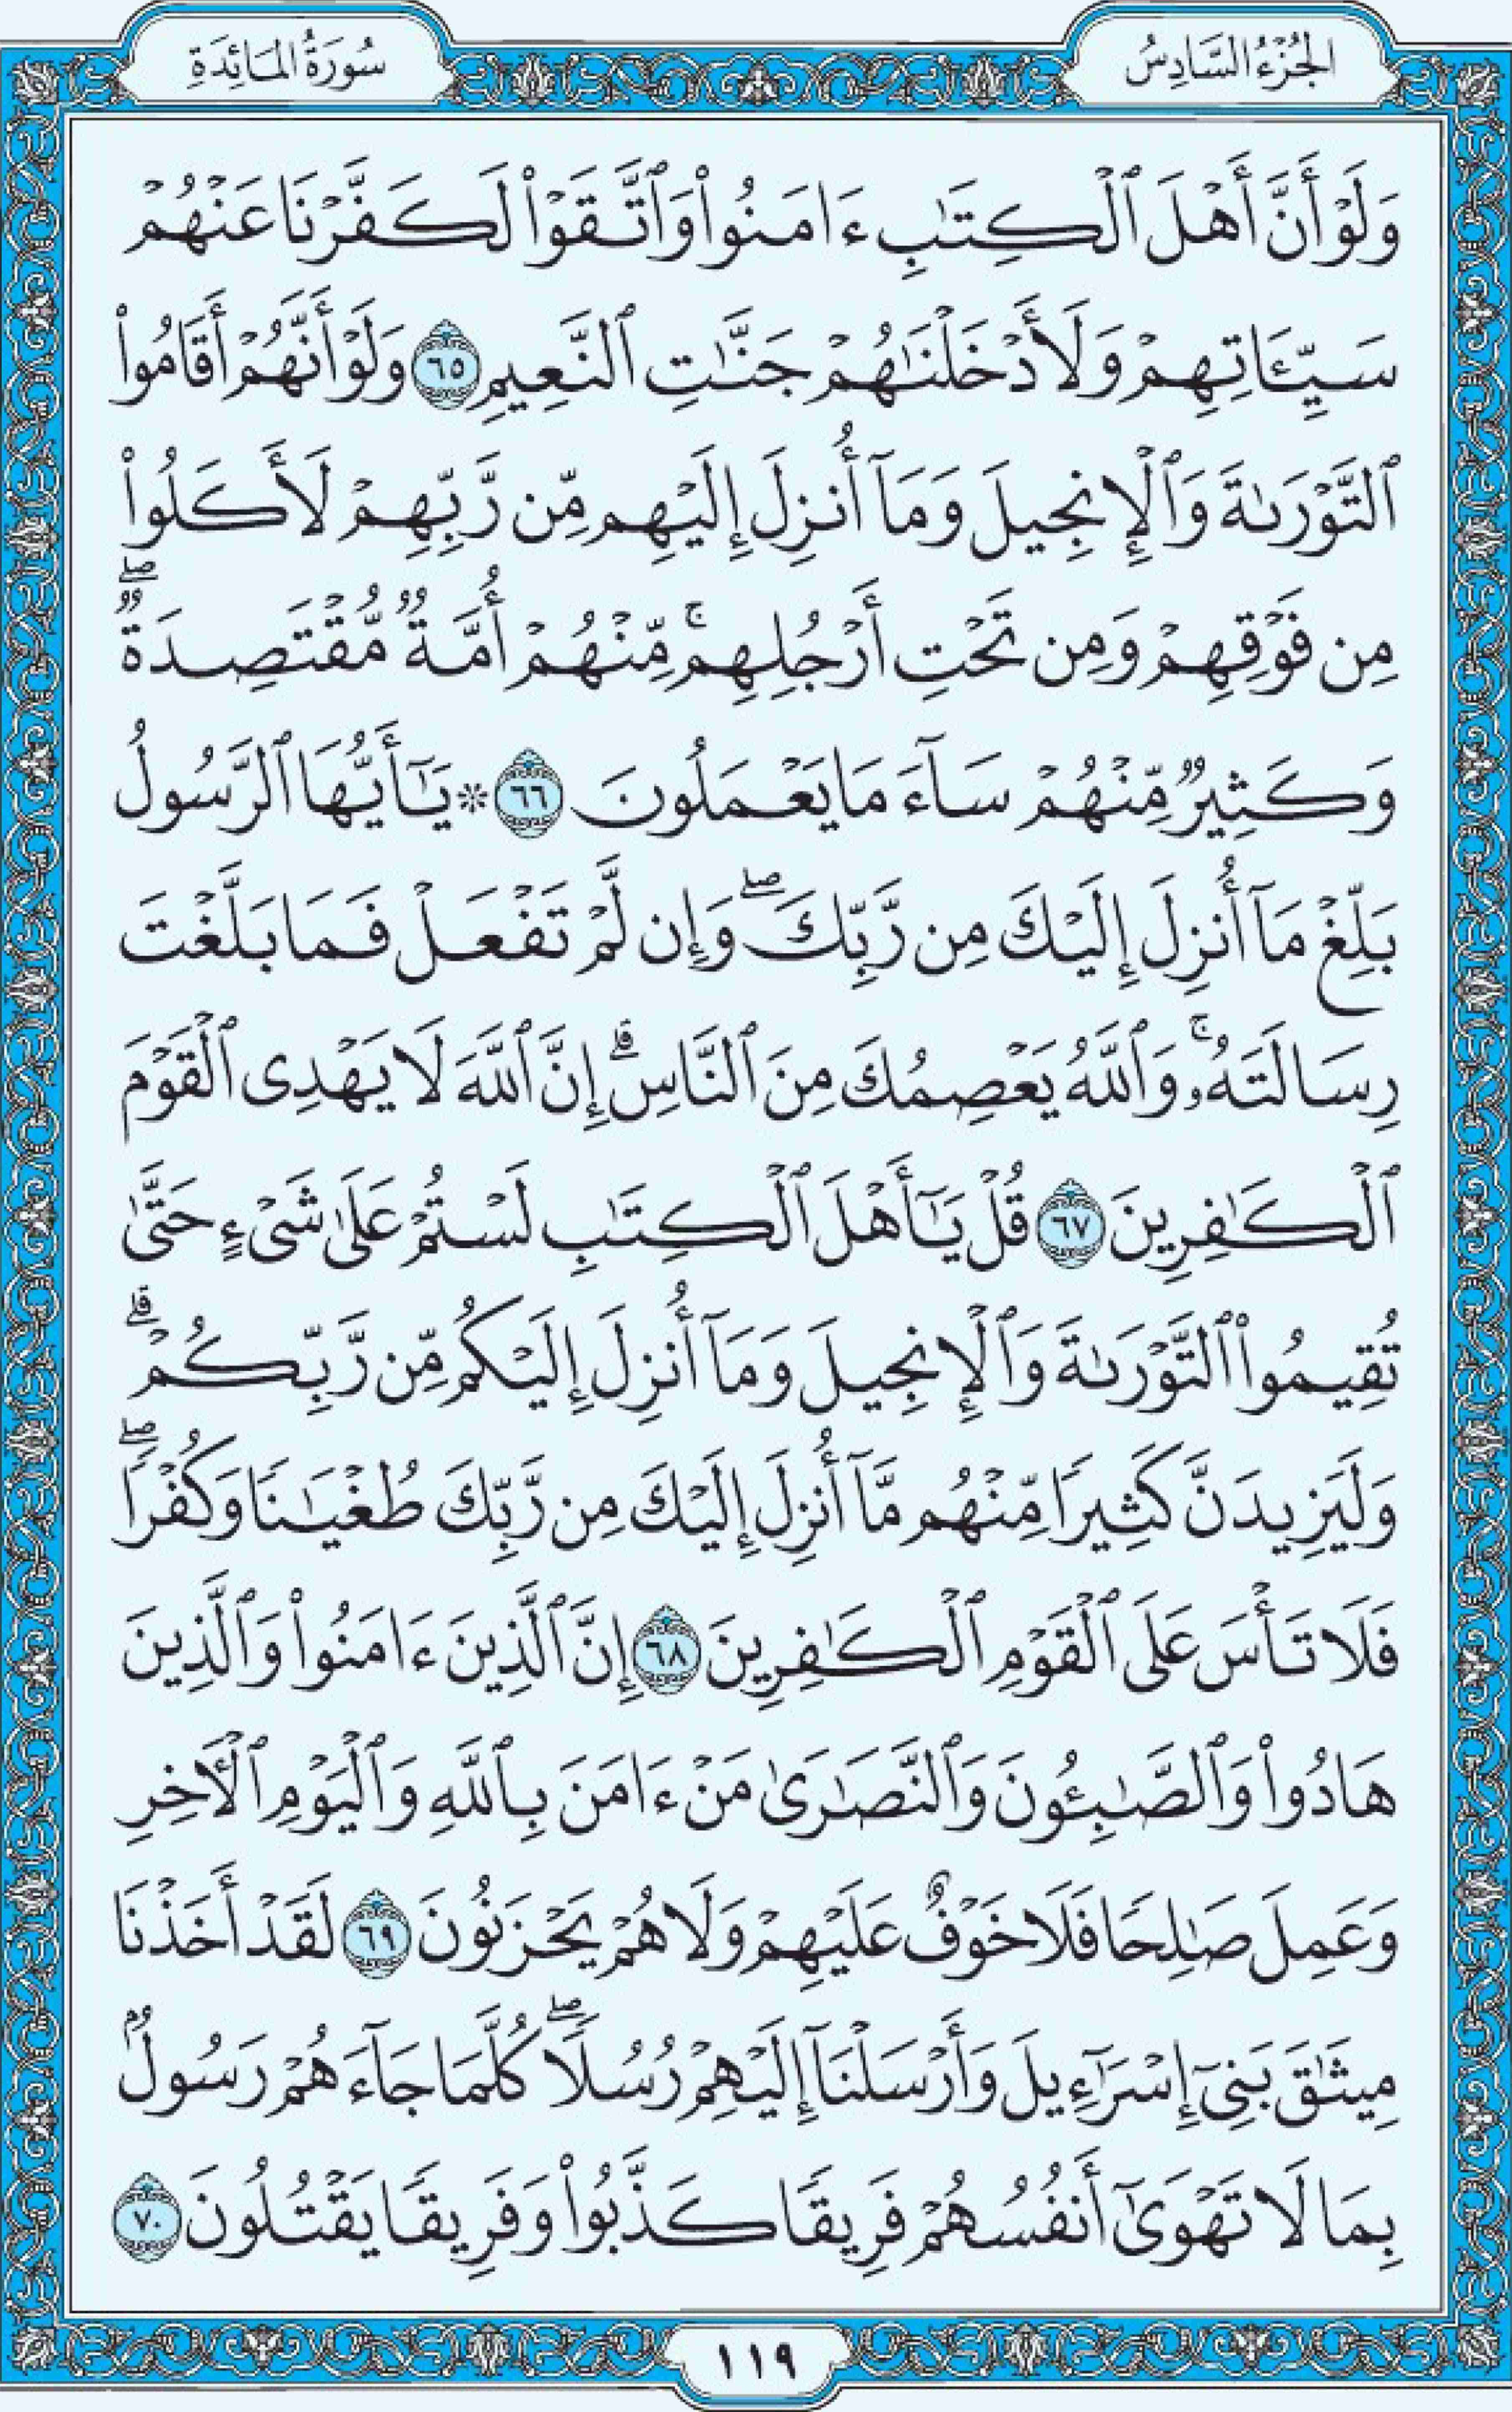 الجُزْءُ السَّادِسُ
سُورَةُ المَائِدَةِ
وَلَوۡ أَنَّ أَهۡلَ ٱلۡكِتَٰبِ ءَامَنُواْ وَٱتَّقَوۡاْ لَكَفَّرۡنَا عَنۡهُمۡ
سَيِّـَٔاتِهِمۡ وَلَأَدۡخَلۡنَٰهُمۡ جَنَّٰتِ ٱلنَّعِيمِ ٦٥ وَلَوۡ أَنَّهُمۡ أَقَامُواْ
ٱلتَّوۡرَىٰةَ وَٱلۡإِنجِيلَ وَمَآ أُنزِلَ إِلَيۡهِم مِّن رَّبِّهِمۡ لَأَكَلُواْ
مِن فَوۡقِهِمۡ وَمِن تَحۡتِ أَرۡجُلِهِمۚ مِّنۡهُمۡ أُمَّةٞ مُّقۡتَصِدَةٞۖ
وَكَثِيرٞ مِّنۡهُمۡ سَآءَ مَا يَعۡمَلُونَ ٦٦ ۞ يَٰٓأَيُّهَا ٱلرَّسُولُ
بَلِّغۡ مَآ أُنزِلَ إِلَيۡكَ مِن رَّبِّكَۖ وَإِن لَّمۡ تَفۡعَلۡ فَمَا بَلَّغۡتَ
رِسَالَتَهُۥۚ وَٱللَّهُ يَعۡصِمُكَ مِنَ ٱلنَّاسِۗ إِنَّ ٱللَّهَ لَا يَهۡدِي ٱلۡقَوۡمَ
ٱلۡكَٰفِرِينَ ٦٧ قُلۡ يَٰٓأَهۡلَ ٱلۡكِتَٰبِ لَسۡتُمۡ عَلَىٰ شَيۡءٍ حَتَّىٰ
تُقِيمُواْ ٱلتَّوۡرَىٰةَ وَٱلۡإِنجِيلَ وَمَآ أُنزِلَ إِلَيۡكُم مِّن رَّبِّكُمۡۗ
وَلَيَزِيدَنَّ كَثِيرٗا مِّنۡهُم مَّآ أُنزِلَ إِلَيۡكَ مِن رَّبِّكَ طُغۡيَٰنٗا وَكُفۡرٗاۖ
فَلَا تَأۡسَ عَلَى ٱلۡقَوۡمِ ٱلۡكَٰفِرِينَ ٦٨ إِنَّ ٱلَّذِينَ ءَامَنُواْ وَٱلَّذِينَ
هَادُواْ وَٱلصَّٰبِـُٔونَ وَٱلنَّصَٰرَىٰ مَنۡ ءَامَنَ بِٱللَّهِ وَٱلۡيَوۡمِ ٱلۡأٓخِرِ
وَعَمِلَ صَٰلِحٗا فَلَا خَوۡفٌ عَلَيۡهِمۡ وَلَا هُمۡ يَحۡزَنُونَ ٦٩ لَقَدۡ أَخَذۡنَا
مِيثَٰقَ بَنِيٓ إِسۡرَٰٓءِيلَ وَأَرۡسَلۡنَآ إِلَيۡهِمۡ رُسُلٗاۖ كُلَّمَا جَآءَهُمۡ رَسُولُۢ
بِمَا لَا تَهۡوَىٰٓ أَنفُسُهُمۡ فَرِيقٗا كَذَّبُواْ وَفَرِيقٗا يَقۡتُلُونَ ٧٠
١١٩